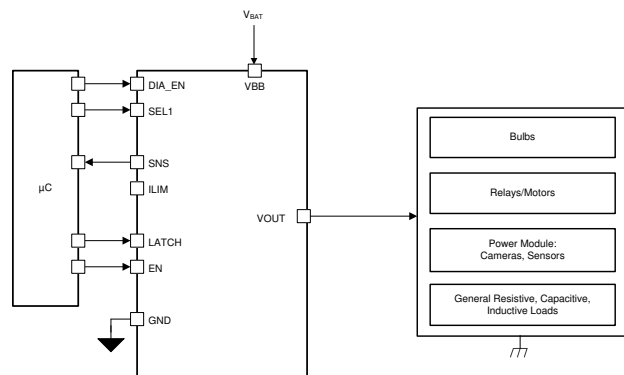 V_BAT
VBB
µC
DIA_EN
SEL1
SNS
ILIM
LATCH
EN
GND
VOUT
Bulbs
Relays/Motors
Power Module:
Cameras, Sensors
General Resistive, Capacitive,
Inductive Loads